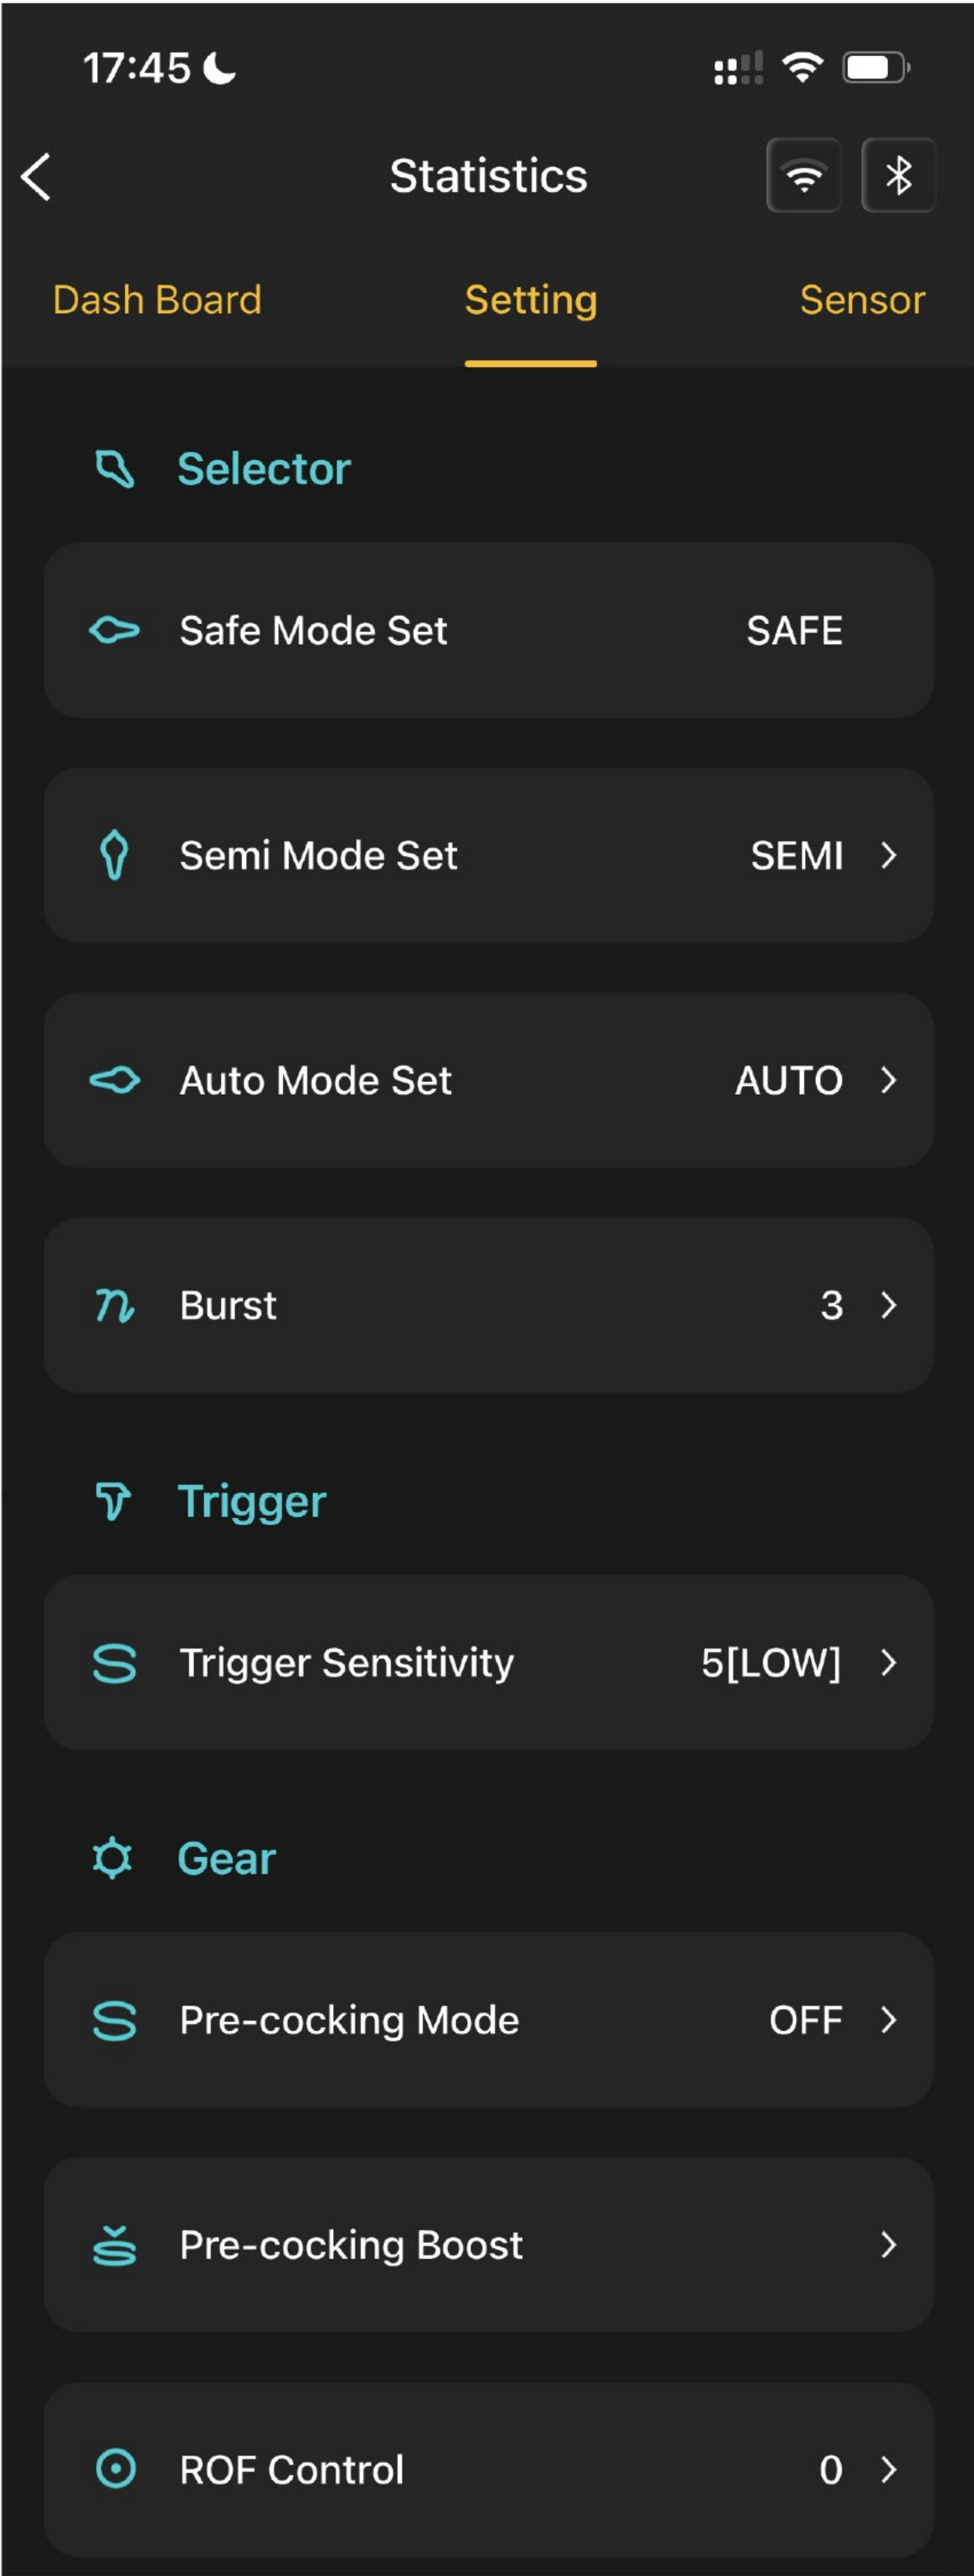 17:45
Statistics
Dash Board Setting Sensor
Selector
Safe Mode Set SAFE
Semi Mode Set SEMI
Auto Mode Set AUTO
Burst 3
Trigger
Trigger Sensitivity 5[LOW]
Gear
Pre-cocking Mode OFF
Pre-cocking Boost
ROF Control 0